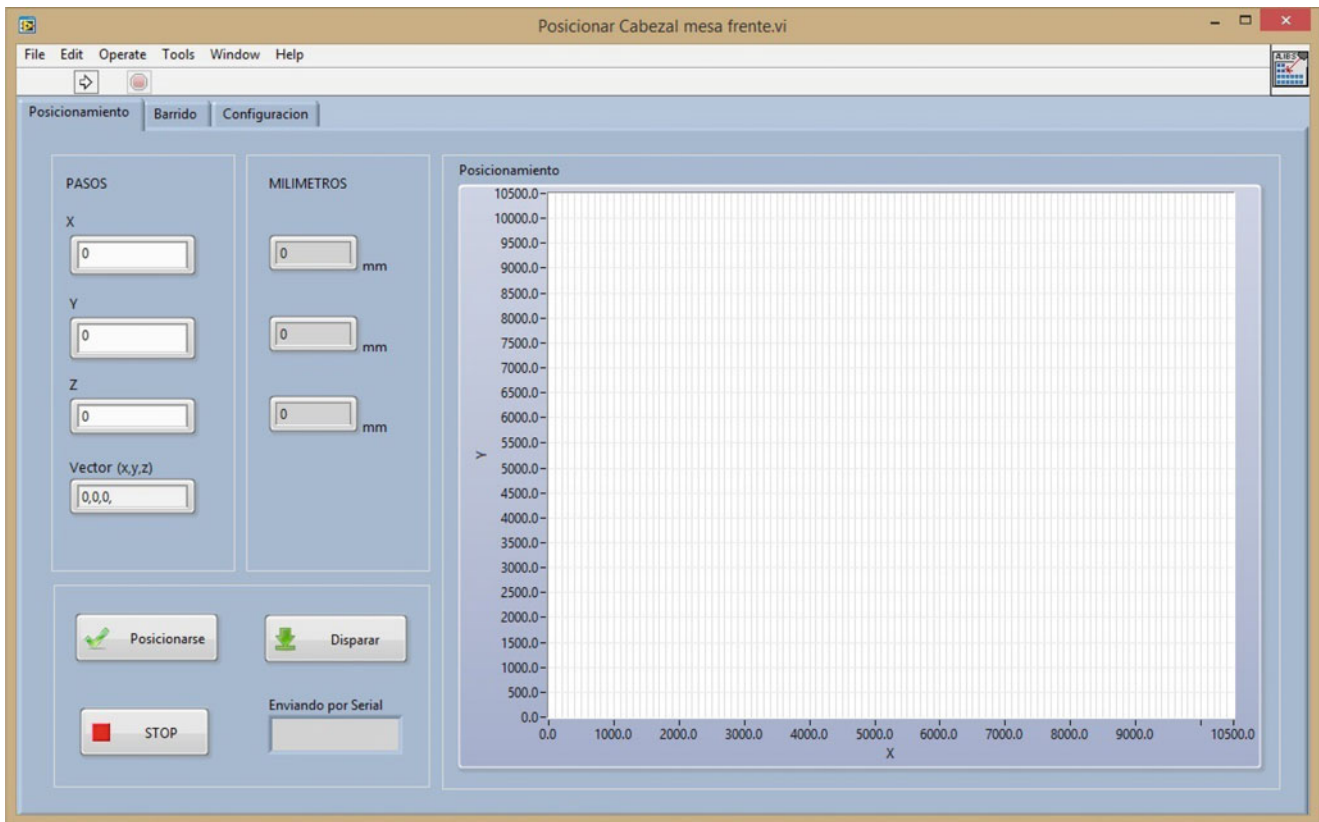 Posicionar Cabezal mesa frente.vi
File Edit Operate Tools Window Help
Posicionamiento Barrido Configuracion
PASOS
X
0
Y
0
Z
0
Vector (x,y,z)
0,0,0,
MILIMETROS
0 mm
0 mm
0 mm
Posicionarse
Disparar
STOP
Enviando por Serial
Posicionamiento
10500.0
10000.0
9500.0
9000.0
8500.0
8000.0
7500.0
7000.0
6500.0
6000.0
5500.0
5000.0
4500.0
4000.0
3500.0
3000.0
2500.0
2000.0
1500.0
1000.0
500.0
0.0
Y
0.0 1000.0 2000.0 3000.0 4000.0 5000.0 6000.0 7000.0 8000.0 9000.0 10500.0
X